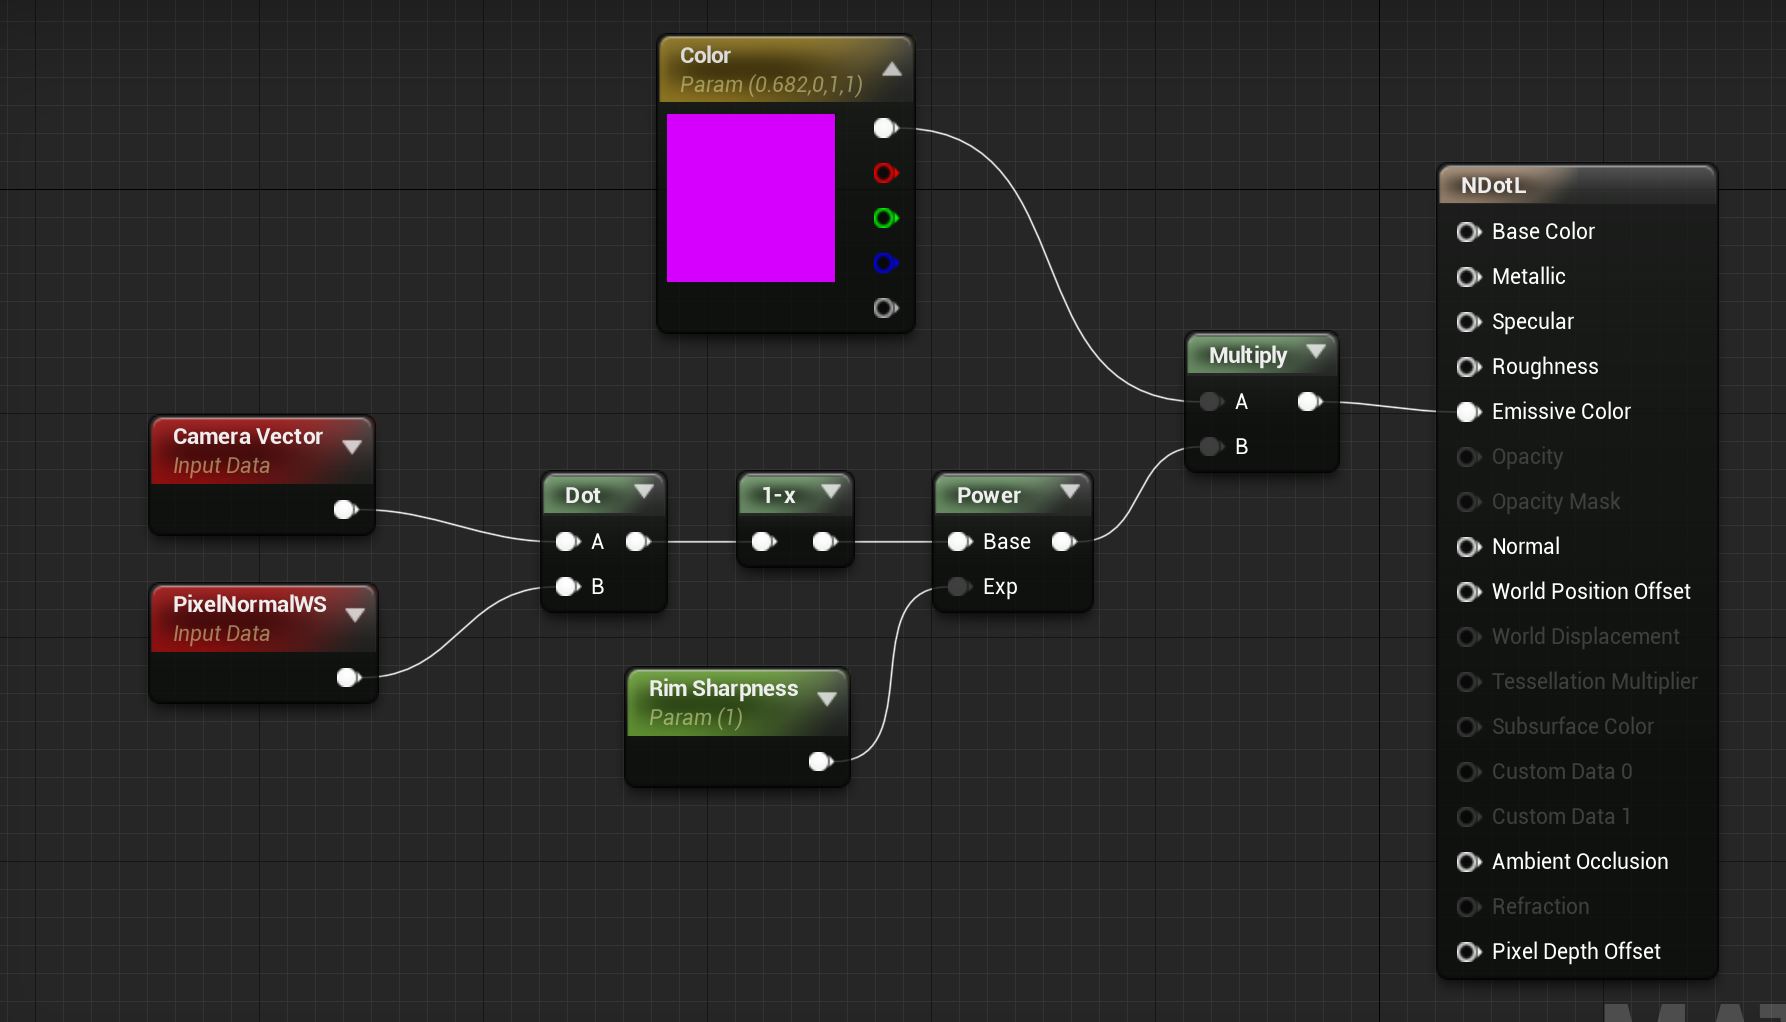 Color
Param (0.682,0,1,1)
NDotL
Base Color
Metallic
Specular
Roughness
Emissive Color
Opacity
Opacity Mask
Normal
World Position Offset
World Displacement
Tessellation Multiplier
Subsurface Color
Custom Data 0
Custom Data 1
Ambient Occlusion
Refraction
Pixel Depth Offset
Multiply
A
B
Camera Vector
Input Data
PixelNormalWS
Input Data
Dot
A
B
1-x
Power
Base
Exp
Rim Sharpness
Param (1)